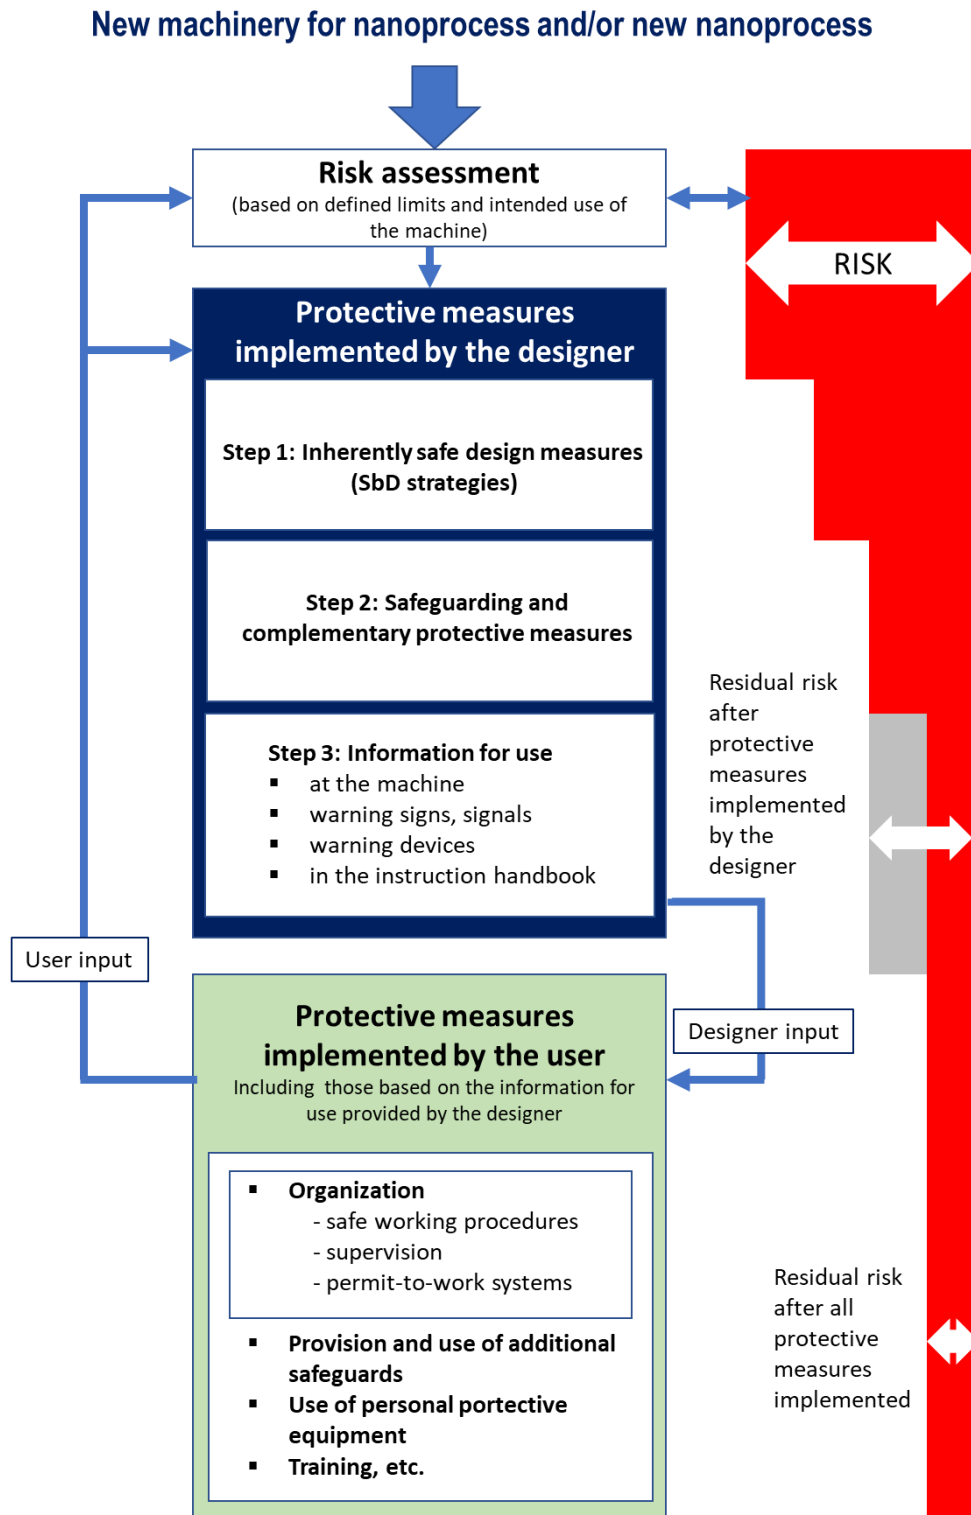 New machinery for nanoprocess and/or new nanoprocess
Risk assessment
(based on defined limits and intended use of
the machine)
RISK
Protective measures
implemented by the designer
Step 1: Inherently safe design measures
(SbD strategies)
Step 2: Safeguarding and
complementary protective measures
Step 3: Information for use
▪ at the machine
▪ warning signs, signals
▪ warning devices
▪ in the instruction handbook
Residual risk
after
protective
measures
implemented
by the
designer
User input
Designer input
Protective measures
implemented by the user
Including those based on the information for
use provided by the designer
▪ Organization
- safe working procedures
- supervision
- permit-to-work systems
▪ Provision and use of additional
safeguards
▪ Use of personal portective
equipment
▪ Training, etc.
Residual risk
after all
protective
measures
implemented